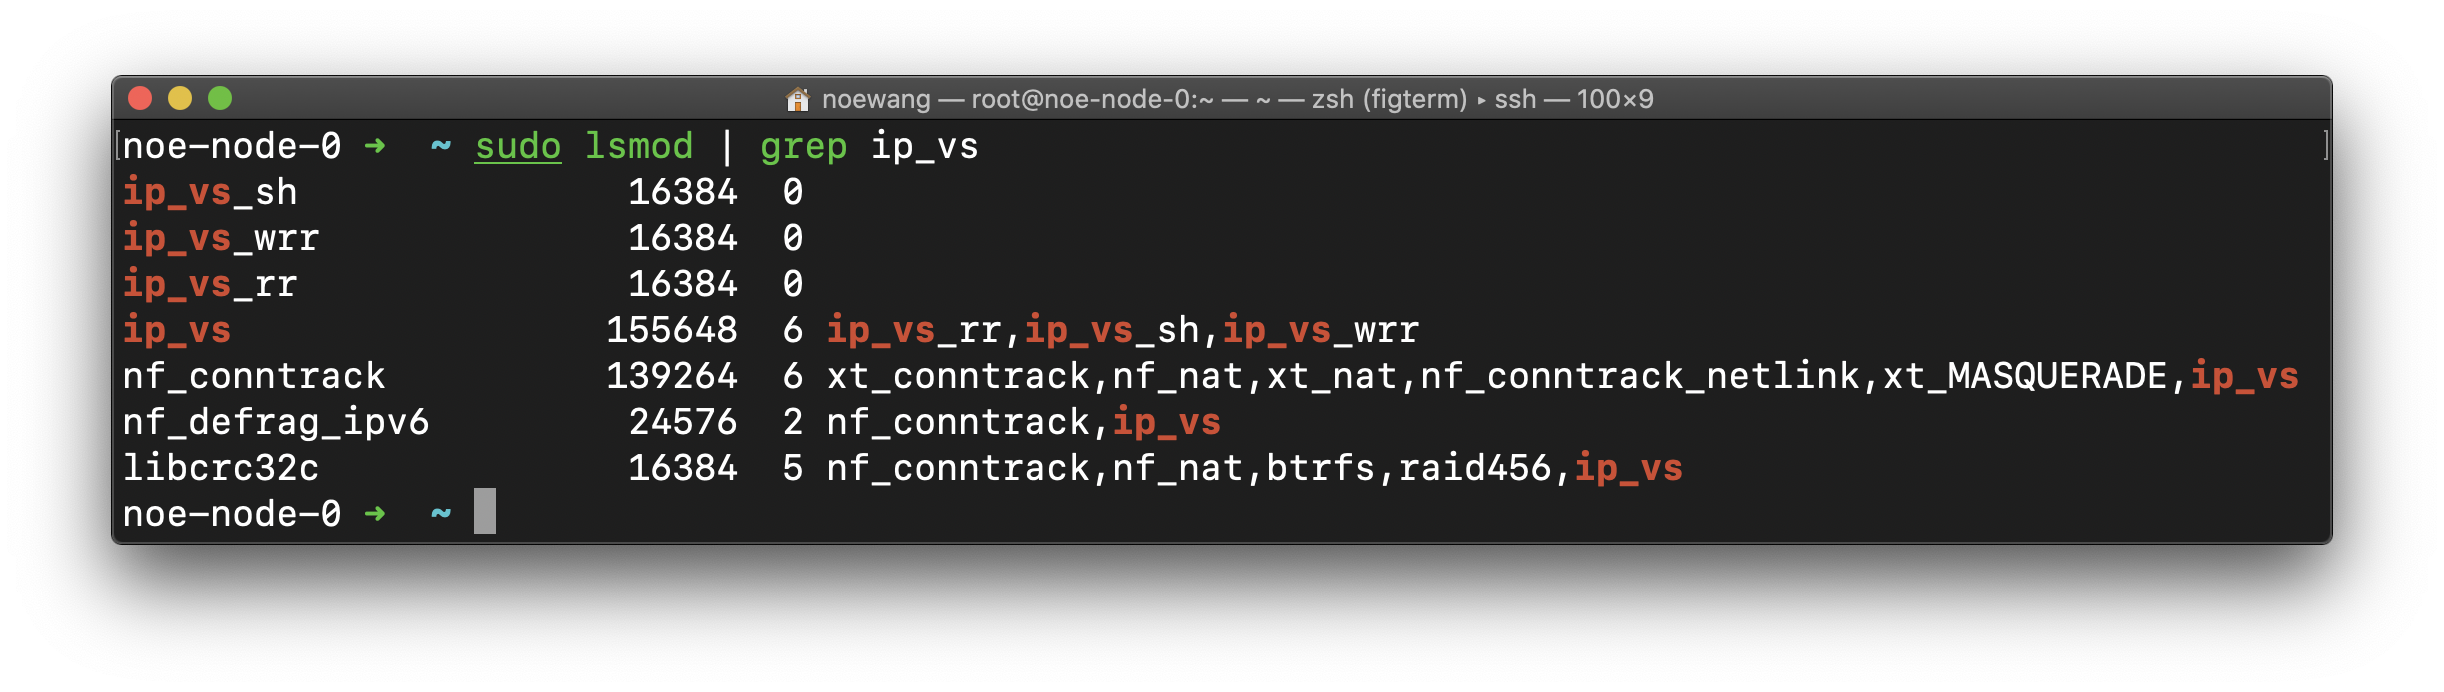 noewang — root@noe-node-0:~ — ~ — zsh (figterm) ▸ ssh — 100×9
[noe-node-0 ➜  ~ sudo lsmod | grep ip_vs ]
ip_vs_sh              16384  0
ip_vs_wrr             16384  0
ip_vs_rr              16384  0
ip_vs                155648  6 ip_vs_rr,ip_vs_sh,ip_vs_wrr
nf_conntrack         139264  6 xt_conntrack,nf_nat,xt_nat,nf_conntrack_netlink,xt_MASQUERADE,ip_vs
nf_defrag_ipv6        24576  2 nf_conntrack,ip_vs
libcrc32c             16384  5 nf_conntrack,nf_nat,btrfs,raid456,ip_vs
noe-node-0 ➜  ~